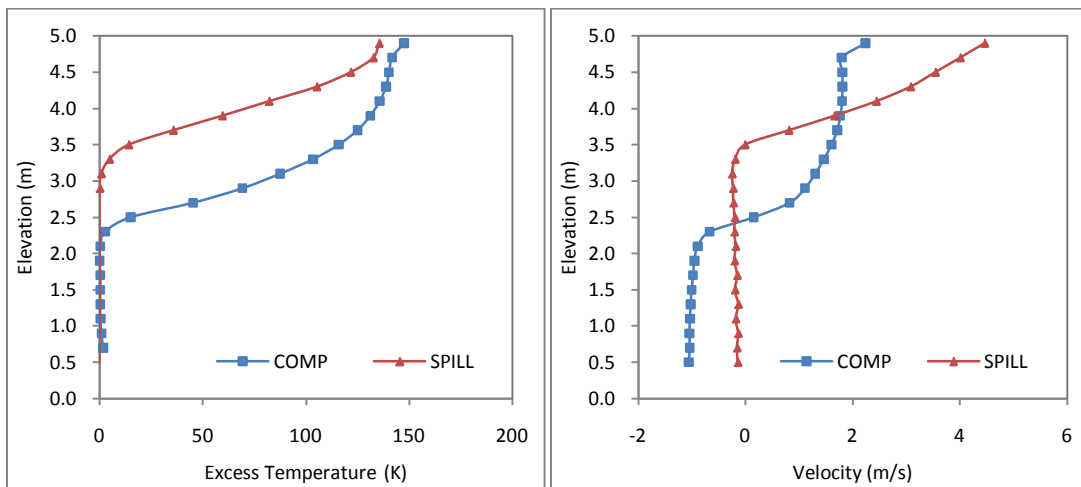 5.0
4.5
4.0
3.5
3.0
2.5
2.0
1.5
1.0
0.5
0.0
Elevation (m)
COMP SPILL
0 50 100 150 200
Excess Temperature (K)
5.0
4.5
4.0
3.5
3.0
2.5
2.0
1.5
1.0
0.5
0.0
Elevation (m)
COMP SPILL
-2 0 2 4 6
Velocity (m/s)